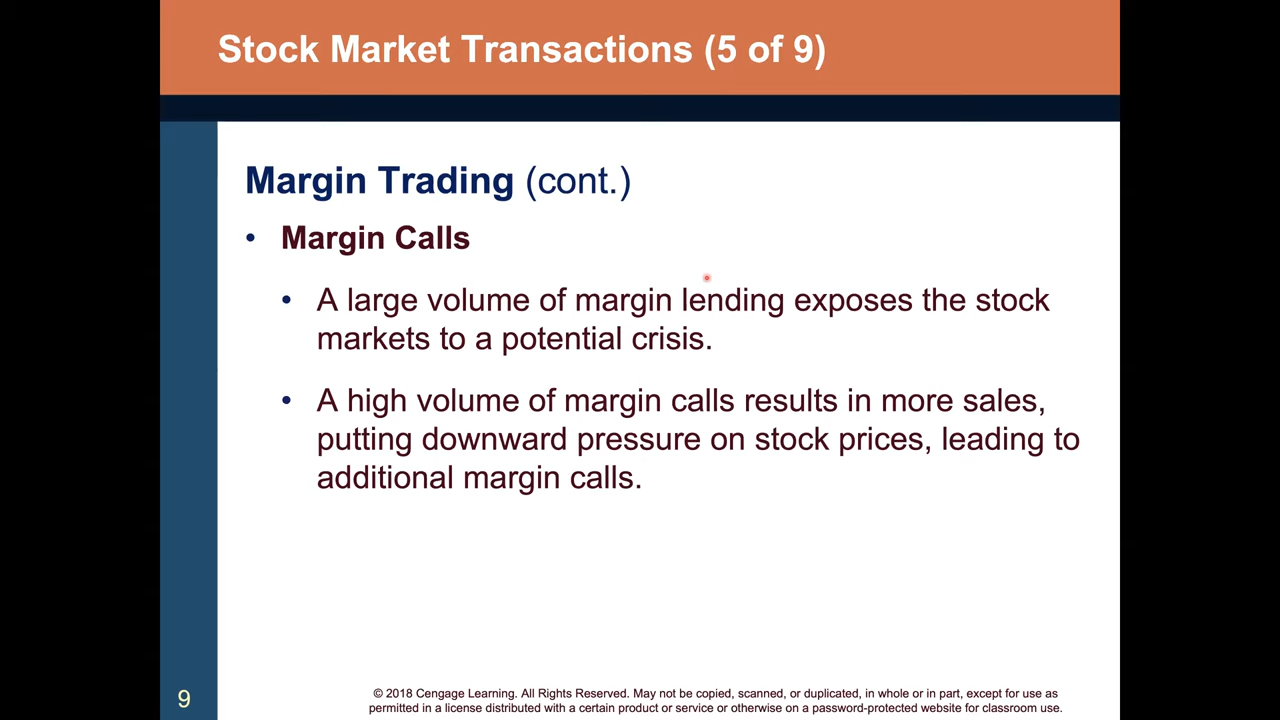 Stock Market Transactions (5 of 9)
Margin Trading (cont.)
• Margin Calls
• A large volume of margin lending exposes the stock
markets to a potential crisis.
• A high volume of margin calls results in more sales,
putting downward pressure on stock prices, leading to
additional margin calls.
9
© 2018 Cengage Learning. All Rights Reserved. May not be copied, scanned, or duplicated, in whole or in part, except for use as
permitted in a license distributed with a certain product or service or otherwise on a password-protected website for classroom use.